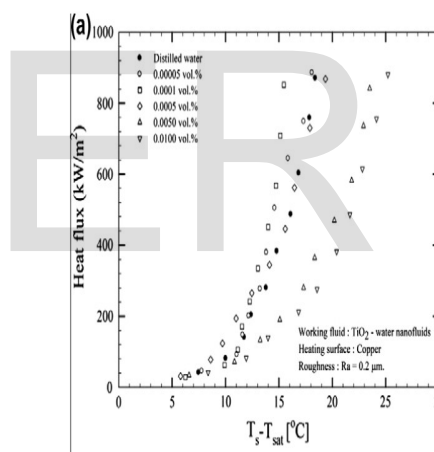 (a)
ER
1000
800
600
400
200
0
Heat flux (kW/m²)
Distilled water
0.00005 vol.%
0.0001 vol.%
0.0005 vol.%
0.0050 vol.%
0.0100 vol.%
Working fluid : TiO₂ - water nanofluids
Heating surface : Copper
Roughness : Ra = 0.2 µm.
0 5 10 15 20 25 30
Tₛ-Tsat [°C]